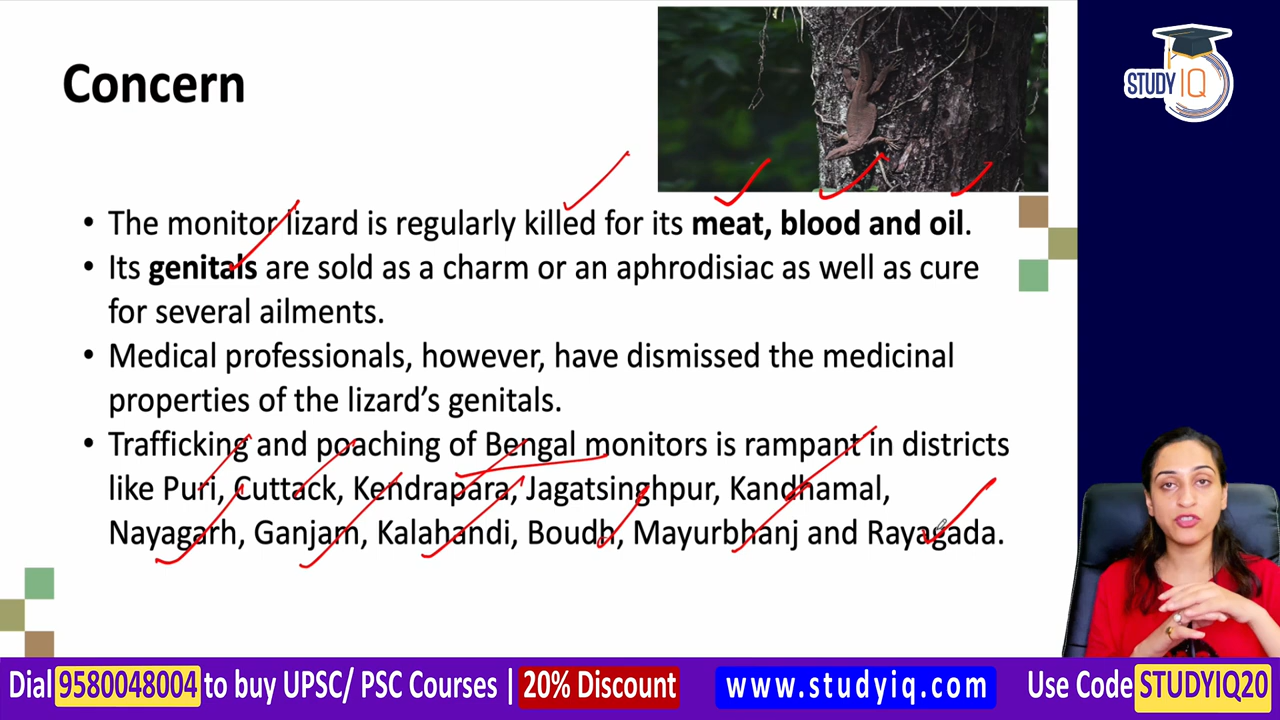 Concern
STUDY IQ
• The monitor lizard is regularly killed for its meat, blood and oil.
• Its genitals are sold as a charm or an aphrodisiac as well as cure
for several ailments.
• Medical professionals, however, have dismissed the medicinal
properties of the lizard’s genitals.
• Trafficking and poaching of Bengal monitors is rampant in districts
like Puri, Cuttack, Kendrapara, Jagatsinghpur, Kandhamal,
Nayagarh, Ganjam, Kalahandi, Boudh, Mayurbhanj and Rayagada.
Dial 9580048004 to buy UPSC/ PSC Courses | 20% Discount www.studyiq.com Use Code STUDYIQ20